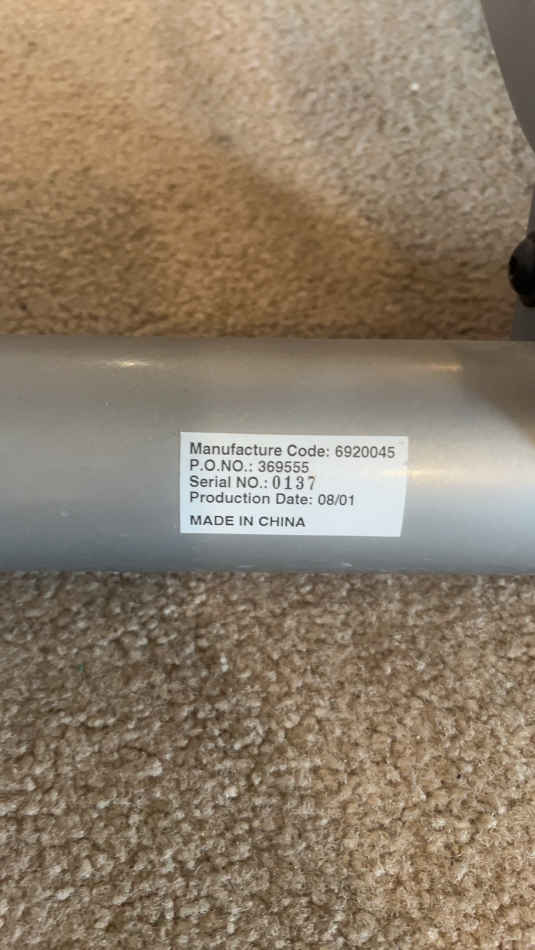 Manufacture Code: 6920045
P.O.NO.: 369555
Serial NO.: 0137
Production Date: 08/01
MADE IN CHINA